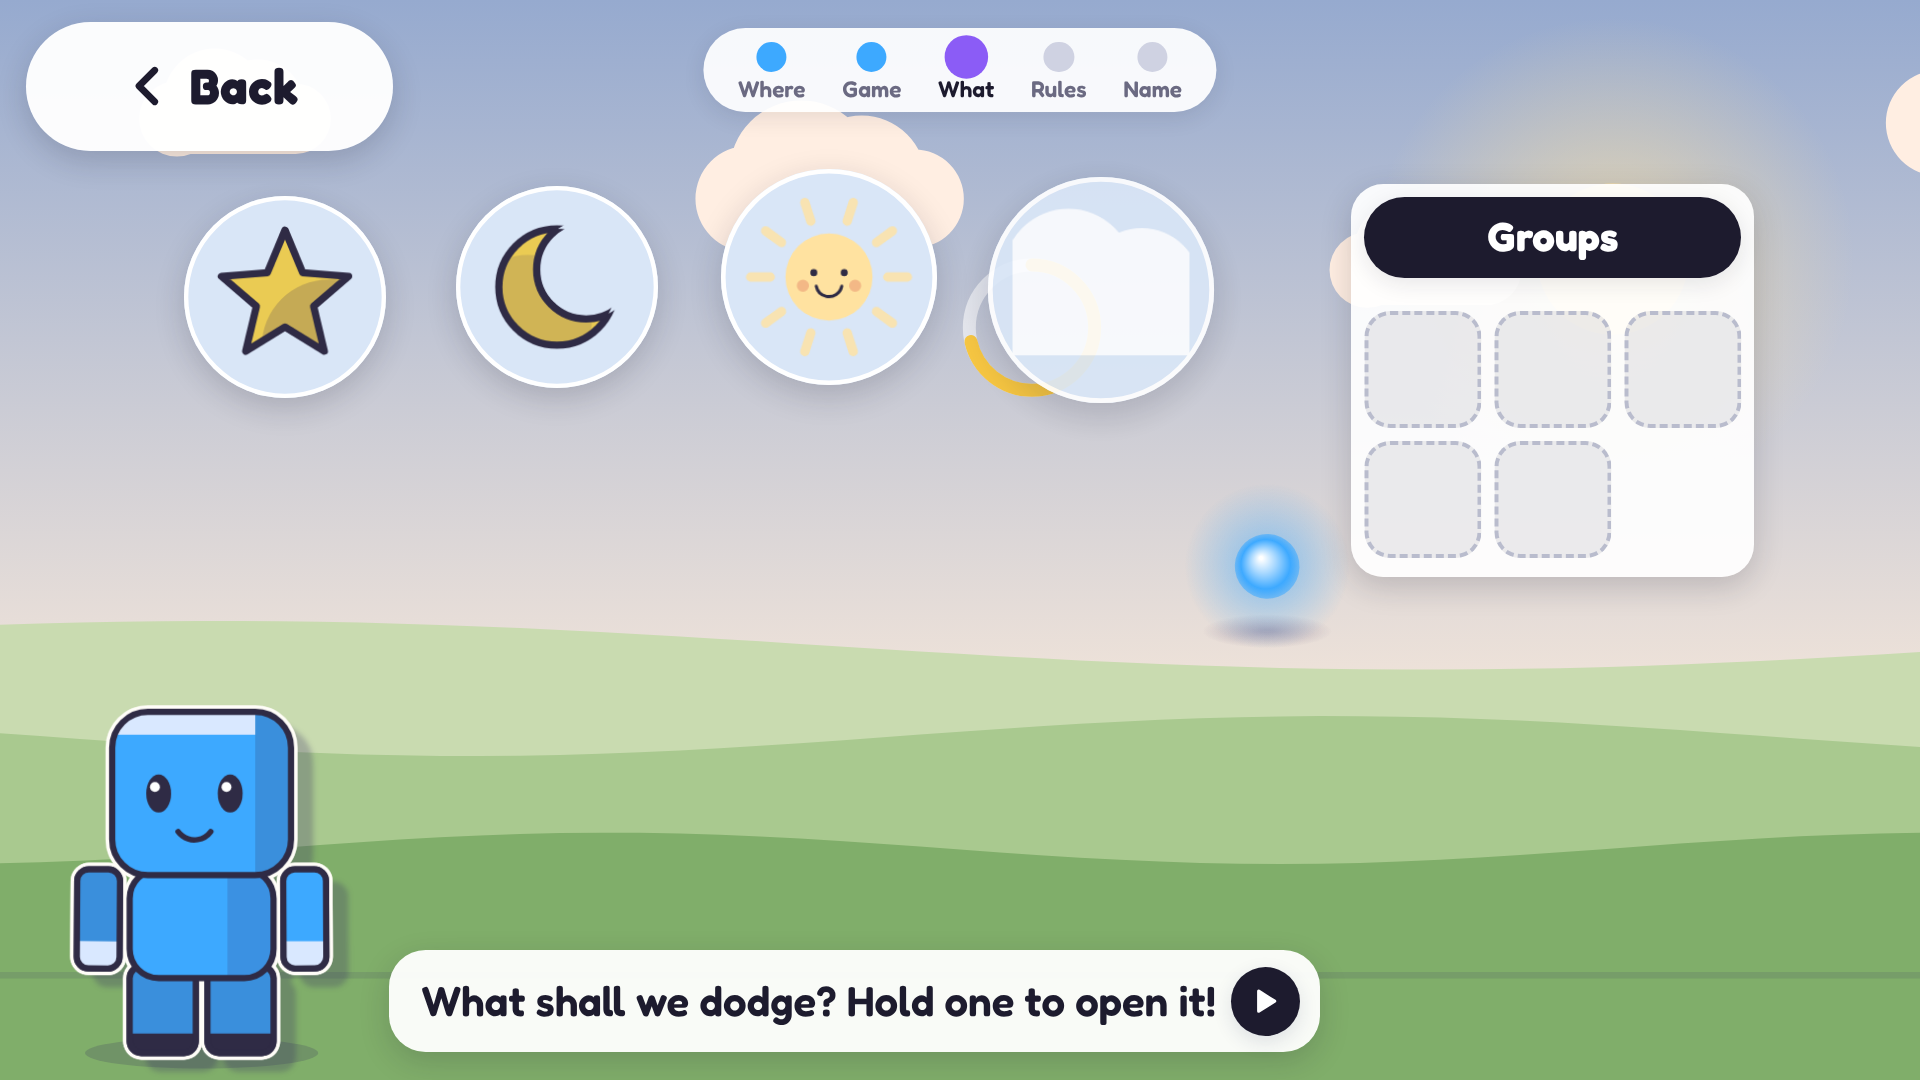 Back
Where
Game
What
Rules
Name
Groups
What shall we dodge? Hold one to open it!